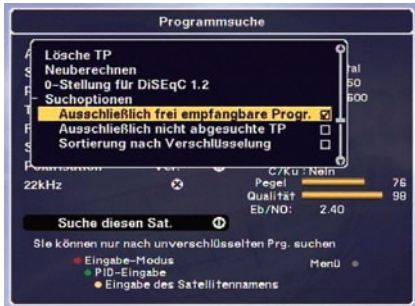 Programmsuche
Lösche TP
Neuberechnen
0-Stellung für DiSEqC 1.2
Suchoptionen
Ausschließlich frei empfangbare Progr.
Ausschließlich nicht abgesuchte TP
Sortierung nach Verschlüsselung
C/Ku : Nein
22kHz
Pegel 76
Qualität 98
Eb/NO: 2.40
Suche diesen Sat.
Sie können nur nach unverschlüsselten Prg. suchen
Eingabe-Modus
Menü
PID-Eingabe
Eingabe des Satellitennamens